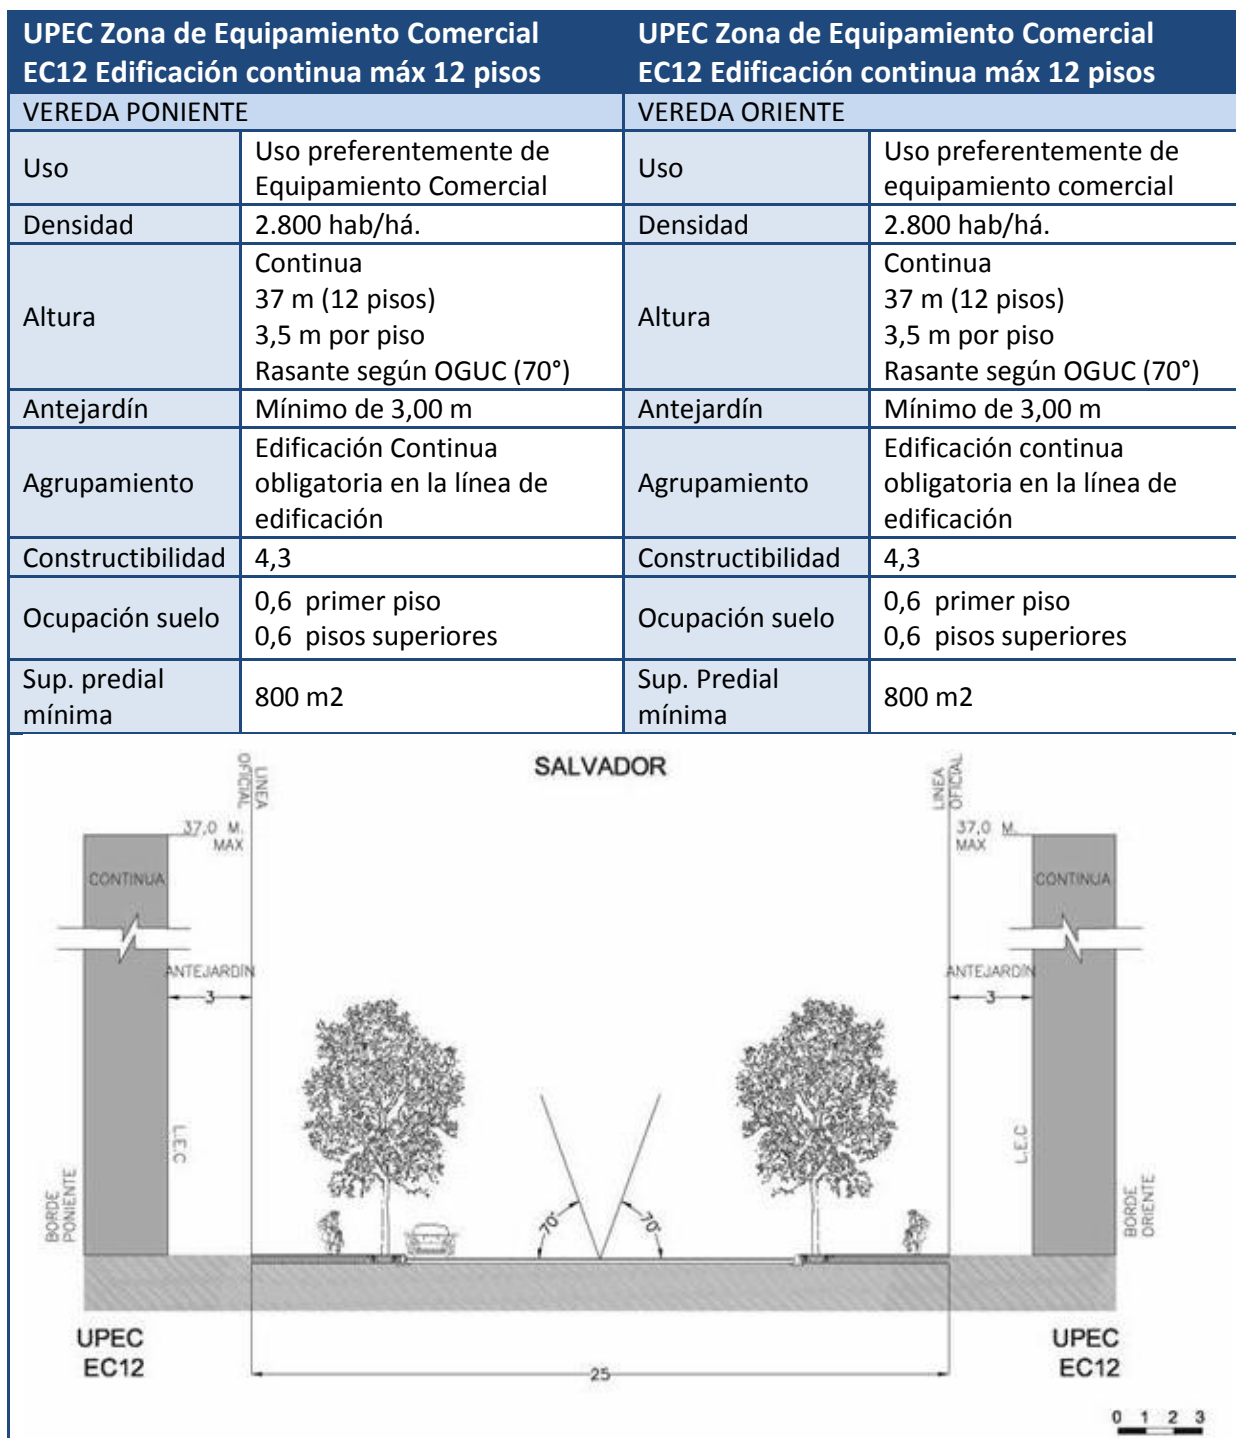 UPEC Zona de Equipamiento Comercial
EC12 Edificación continua máx 12 pisos
UPEC Zona de Equipamiento Comercial
EC12 Edificación continua máx 12 pisos
VEREDA PONIENTE
VEREDA ORIENTE
Uso
Uso preferentemente de
Equipamiento Comercial
Uso
Uso preferentemente de
equipamiento comercial
Densidad
2.800 hab/há.
Densidad
2.800 hab/há.
Altura
Continua
37 m (12 pisos)
3,5 m por piso
Rasante según OGUC (70°)
Altura
Continua
37 m (12 pisos)
3,5 m por piso
Rasante según OGUC (70°)
Antejardín
Mínimo de 3,00 m
Antejardín
Mínimo de 3,00 m
Agrupamiento
Edificación Continua
obligatoria en la línea de
edificación
Agrupamiento
Edificación continua
obligatoria en la línea de
edificación
Constructibilidad
4,3
Constructibilidad
4,3
Ocupación suelo
0,6 primer piso
0,6 pisos superiores
Ocupación suelo
0,6 primer piso
0,6 pisos superiores
Sup. predial
mínima
800 m2
Sup. Predial
mínima
800 m2
SALVADOR
LINEA
OFICIAL
LINEA
OFICIAL
37,0 M.
MAX
37,0 M.
MAX
CONTINUA
CONTINUA
ANTEJARDÍN
3
ANTEJARDÍN
3
L.E.C
L.E.C
BORDE
PONIENTE
BORDE
ORIENTE
70°
70°
UPEC
EC12
UPEC
EC12
25
0 1 2 3